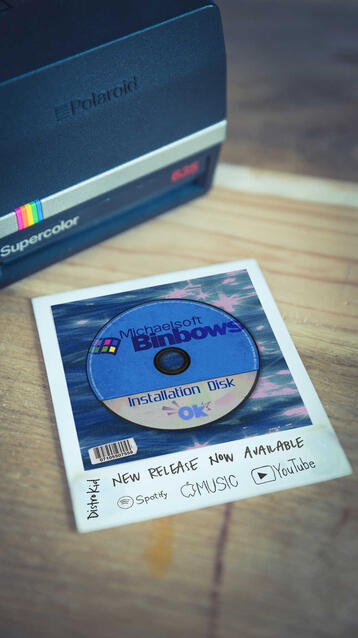 Polaroid
635
Supercolor
Michaelsoft
Binbows
Installation Disk
OK
DistroKid
NEW RELEASE NOW AVAILABLE
Spotify
MUSIC
YouTube